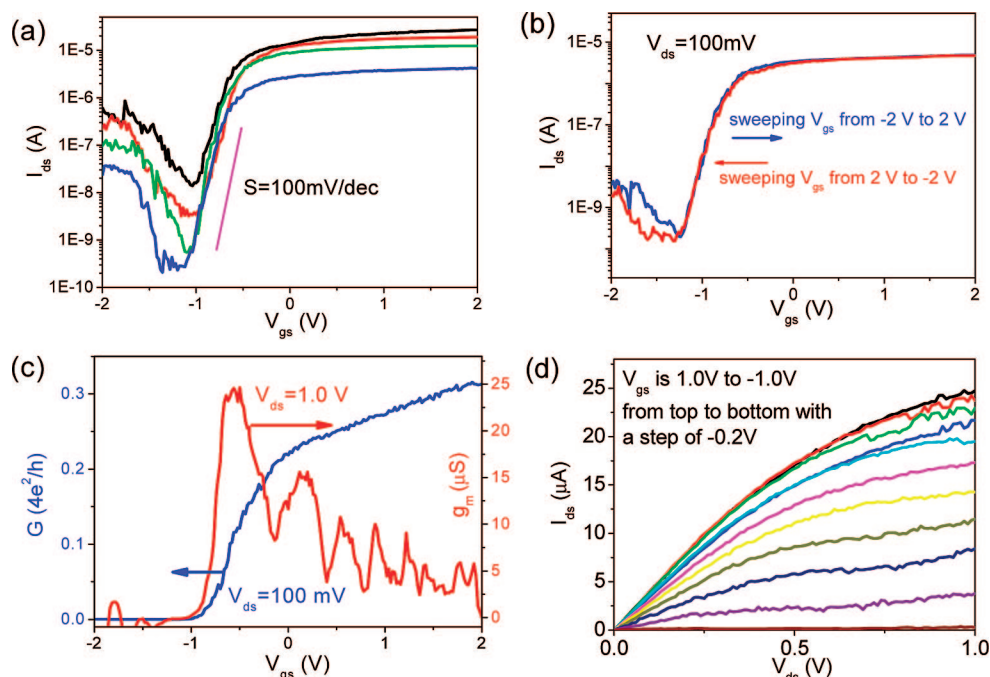 (a)
1E-5
1E-6
1E-7
1E-8
1E-9
1E-10
I_ds (A)
S=100mV/dec
-2 -1 0 1 2
V_gs (V)
(b)
1E-5
1E-7
1E-9
I_ds (A)
V_ds=100mV
sweeping V_gs from -2 V to 2 V
sweeping V_gs from 2 V to -2 V
-2 -1 0 1 2
V_gs (V)
(c)
0.3
0.2
0.1
0.0
G (4e²/h)
V_ds=1.0 V
V_ds=100 mV
25
20
15
10
5
0
g_m (μS)
-2 -1 0 1 2
V_gs (V)
(d)
V_gs is 1.0V to -1.0V
from top to bottom with
a step of -0.2V
25
20
15
10
5
0
I_ds (μA)
0.0 0.5 1.0
V_ds (V)